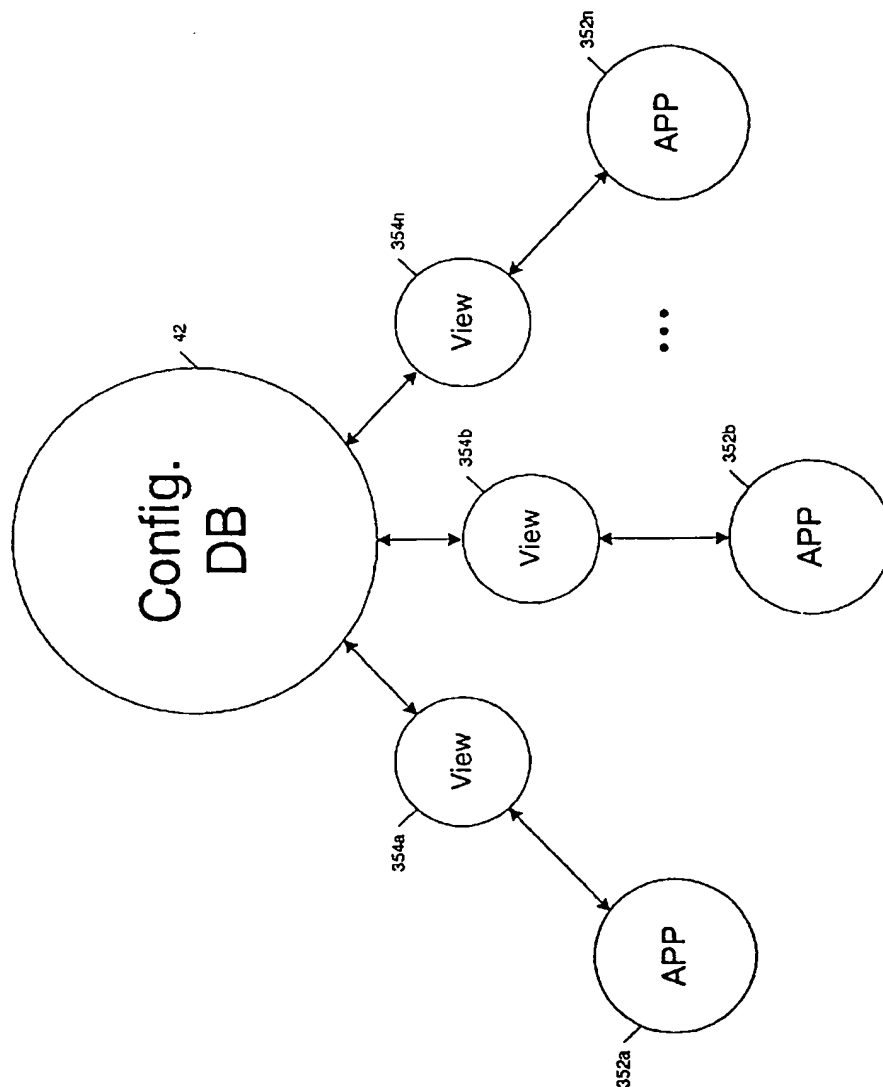 42
Config.
DB
354a
View
354b
View
354n
View
352a
APP
352b
APP
...
352n
APP